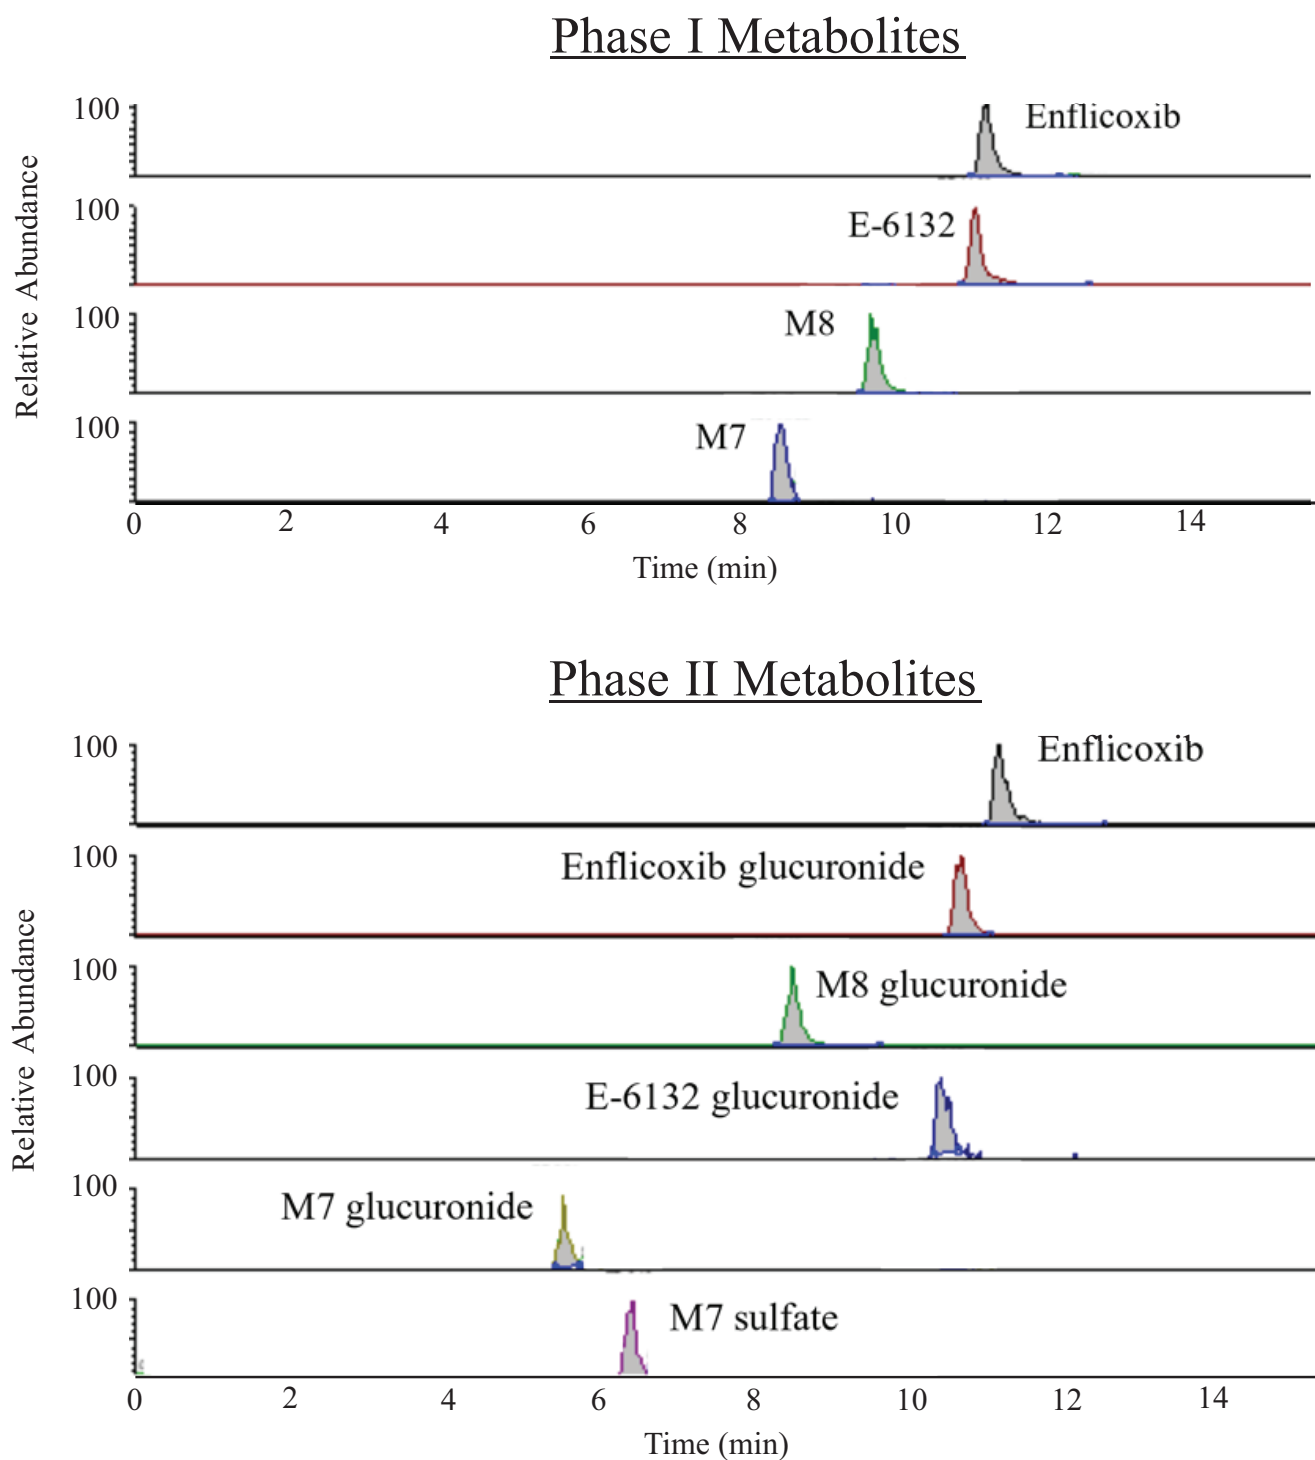 Phase I Metabolites
100
Enflicoxib
100
E-6132
100
M8
100
M7
Relative Abundance
0 2 4 6 8 10 12 14
Time (min)
Phase II Metabolites
100
Enflicoxib
100
Enflicoxib glucuronide
100
M8 glucuronide
100
E-6132 glucuronide
100
M7 glucuronide
100
M7 sulfate
Relative Abundance
0 2 4 6 8 10 12 14
Time (min)